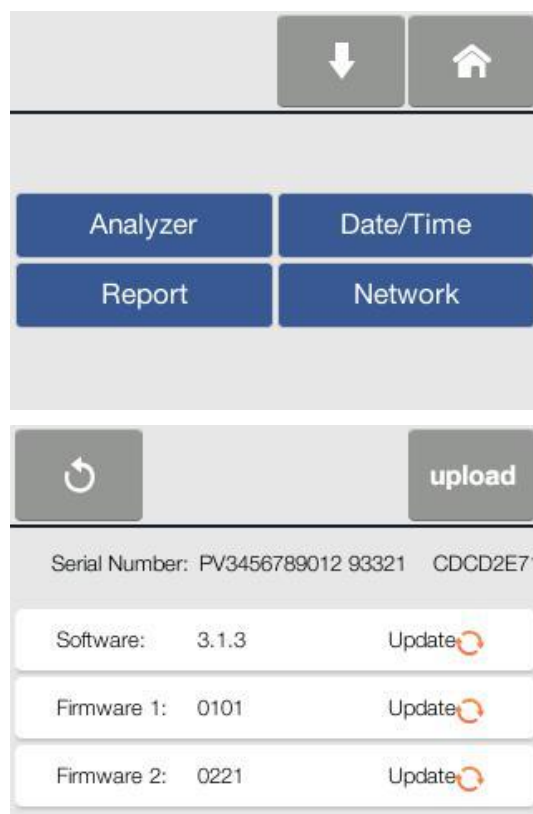 Analyzer Date/Time
Report Network
upload
Serial Number: PV3456789012 93321 CDCD2E7
Software: 3.1.3 Update
Firmware 1: 0101 Update
Firmware 2: 0221 Update